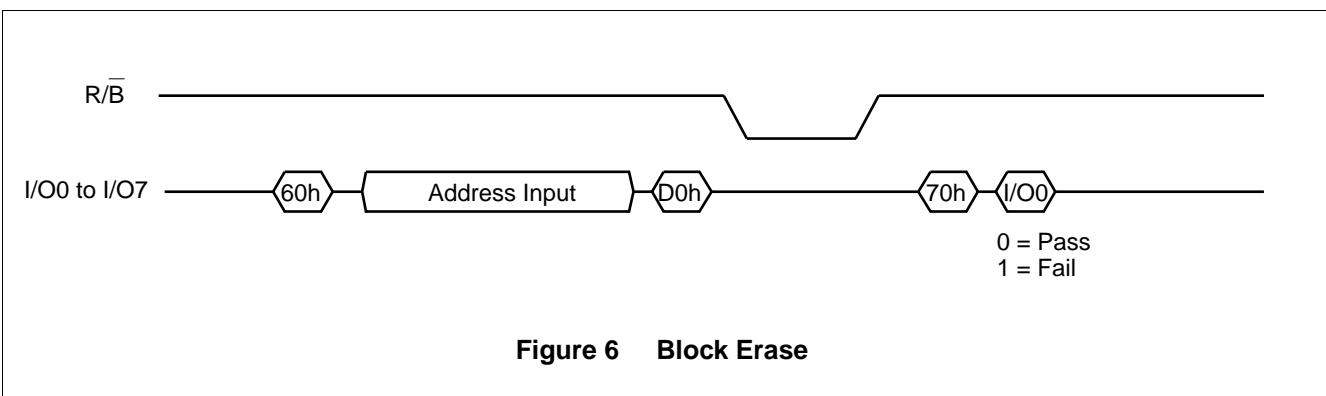 R/B̅
I/O0 to I/O7
60h
Address Input
D0h
70h
I/O0
0 = Pass
1 = Fail
Figure 6 Block Erase